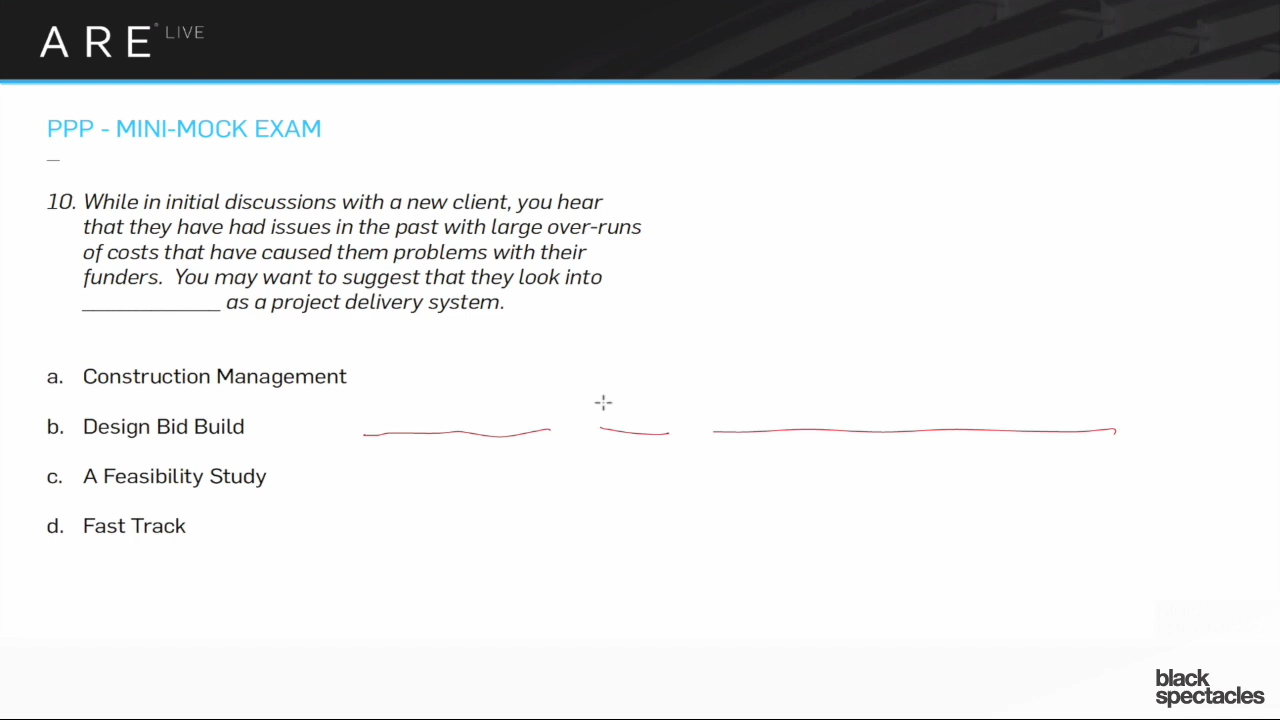 ARE® LIVE
PPP - MINI-MOCK EXAM
10. While in initial discussions with a new client, you hear
that they have had issues in the past with large over-runs
of costs that have caused them problems with their
funders. You may want to suggest that they look into
____________ as a project delivery system.
a. Construction Management
b. Design Bid Build
c. A Feasibility Study
d. Fast Track
black
spectacles